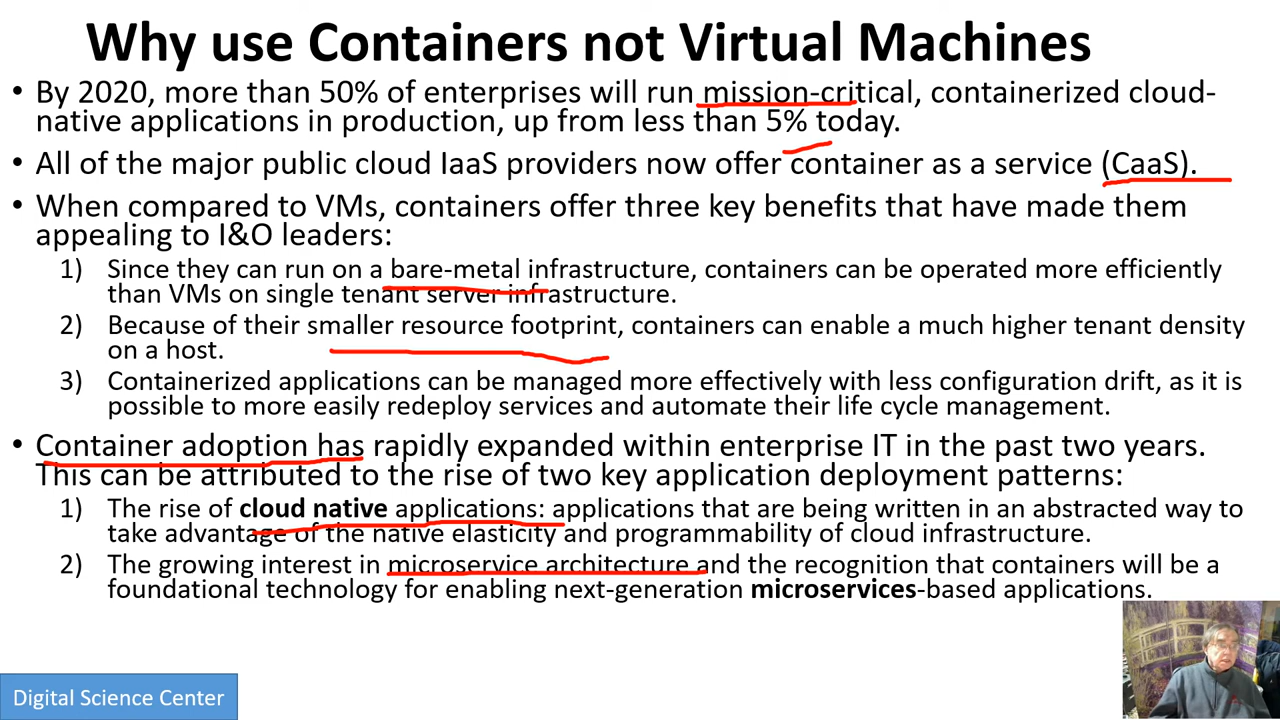 Why use Containers not Virtual Machines
• By 2020, more than 50% of enterprises will run mission-critical, containerized cloud-
native applications in production, up from less than 5% today.
• All of the major public cloud IaaS providers now offer container as a service (CaaS).
• When compared to VMs, containers offer three key benefits that have made them
appealing to I&O leaders:
1) Since they can run on a bare-metal infrastructure, containers can be operated more efficiently
than VMs on single tenant server infrastructure.
2) Because of their smaller resource footprint, containers can enable a much higher tenant density
on a host.
3) Containerized applications can be managed more effectively with less configuration drift, as it is
possible to more easily redeploy services and automate their life cycle management.
• Container adoption has rapidly expanded within enterprise IT in the past two years.
This can be attributed to the rise of two key application deployment patterns:
1) The rise of cloud native applications: applications that are being written in an abstracted way to
take advantage of the native elasticity and programmability of cloud infrastructure.
2) The growing interest in microservice architecture and the recognition that containers will be a
foundational technology for enabling next-generation microservices-based applications.
Digital Science Center